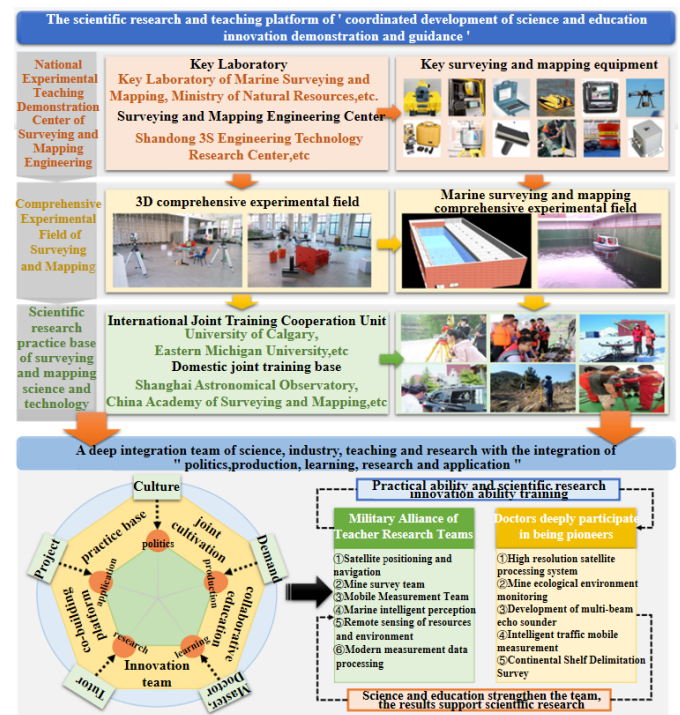 The scientific research and teaching platform of ' coordinated development of science and education
innovation demonstration and guidance '
National
Experimental
Teaching
Demonstration
Center of
Surveying and
Mapping
Engineering
Key Laboratory
Key Laboratory of Marine Surveying and
Mapping, Ministry of Natural Resources,etc.
Surveying and Mapping Engineering Center
Shandong 3S Engineering Technology
Research Center,etc
Key surveying and mapping equipment
Comprehensive
Experimental
Field of
Surveying
and Mapping
3D comprehensive experimental field
Marine surveying and mapping
comprehensive experimental field
Scientific
research
practice base
of surveying
and mapping
science and
technology
International Joint Training Cooperation Unit
University of Calgary,
Eastern Michigan University,etc
Domestic joint training base
Shanghai Astronomical Observatory,
China Academy of Surveying and Mapping,etc
A deep integration team of science, industry, teaching and research with the integration of
" politics,production, learning, research and application "
Culture
Demand
Master,
Doctor
Tutor
Project
practice base
joint
cultivation
collaborative
education
Innovation
team
co-building
platform
politics
production
learning
research
application
Practical ability and scientific research
innovation ability training
Military Alliance of
Teacher Research Teams
①Satellite positioning and
navigation
②Mine survey team
③Mobile Measurement Team
④Marine intelligent perception
⑤Remote sensing of resources
and environment
⑥Modern measurement data
processing
Doctors deeply participate
in being pioneers
①High resolution satellite
processing system
②Mine ecological environment
monitoring
③Development of multi-beam
echo sounder
④Intelligent traffic mobile
measurement
⑤Continental Shelf Delimitation
Survey
Science and education strengthen the team,
the results support scientific research